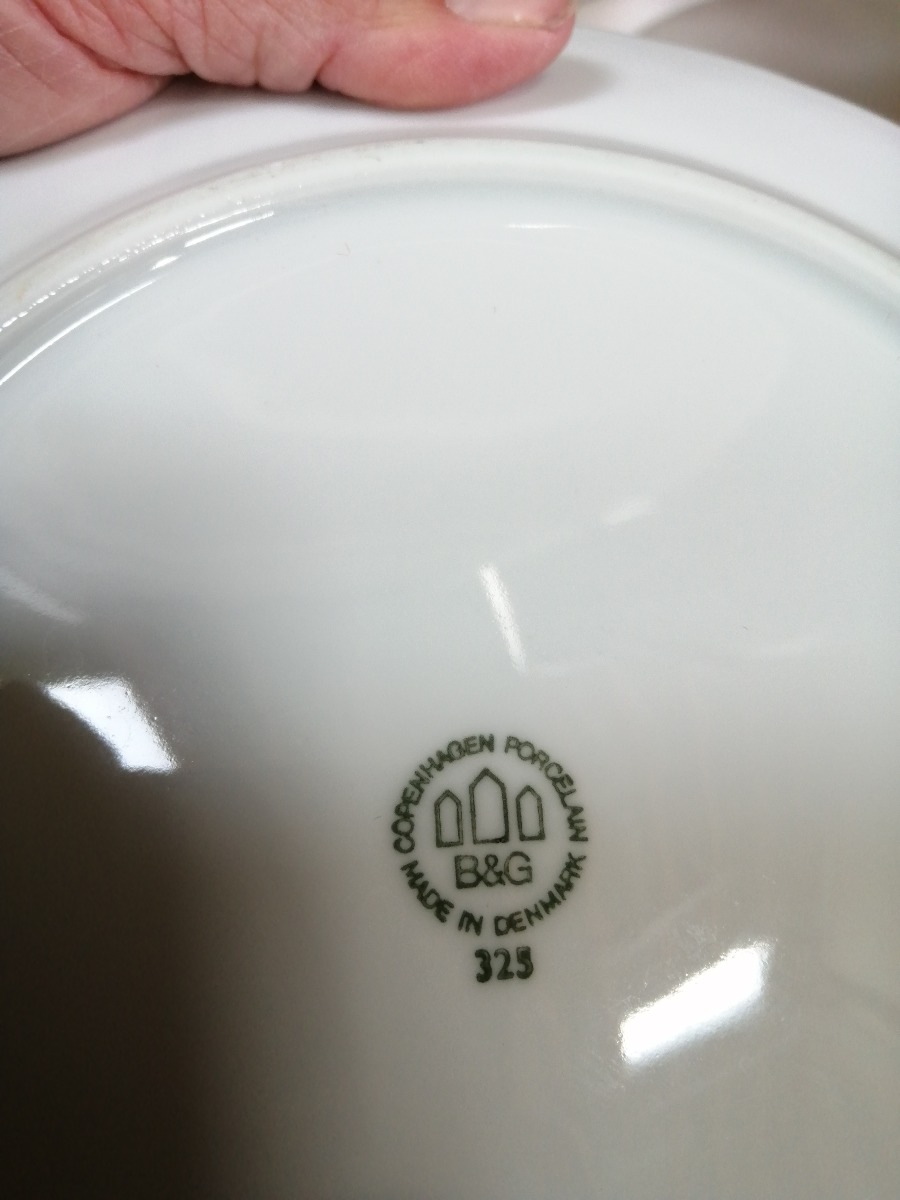 COPENHAGEN PORCELAIN
B&G
MADE IN DENMARK
325